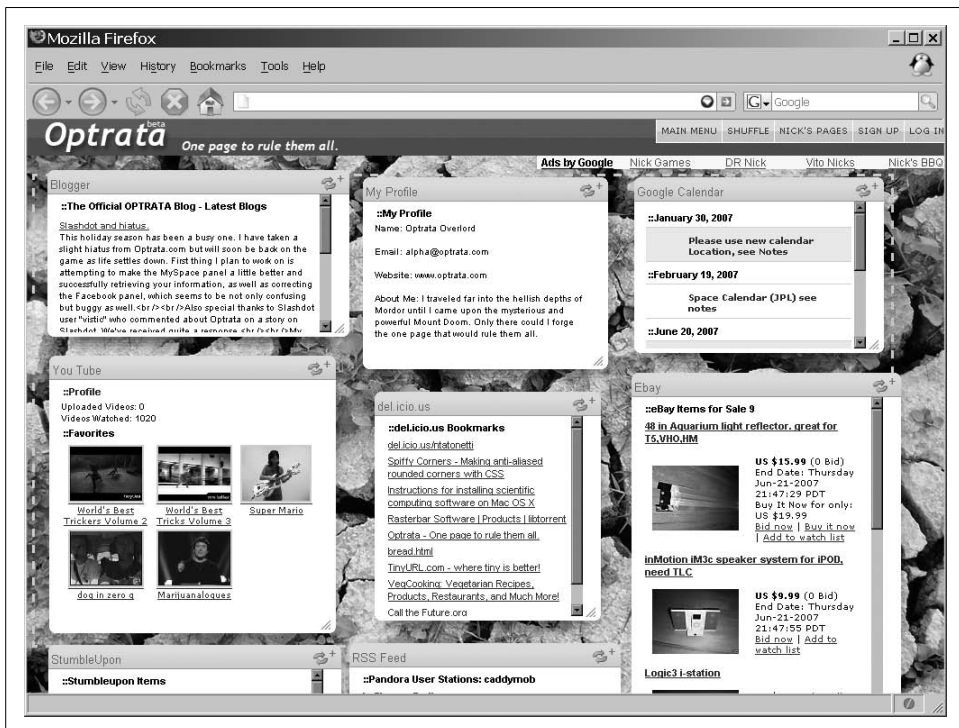 Mozilla Firefox
File Edit View History Bookmarks Tools Help
G Google
Optrata beta
One page to rule them all.
MAIN MENU SHUFFLE NICK'S PAGES SIGN UP LOG IN
Ads by Google Nick Games DR Nick Vito Nicks Nick's BBQ
Blogger
::The Official OPTRATA Blog - Latest Blogs
Slashdot and hiatus.
This holiday season has been a busy one. I have taken a
slight hiatus from Optrata.com but will soon be back on the
game as life settles down. First thing I plan to work on is
attempting to make the MySpace panel a little better and
successfully retrieving your information, as well as correcting
the Facebook panel, which seems to be not only confusing
but buggy as well.<br /><br />Also special thanks to Slashdot
user "vistic" who commented about Optrata on a story on
Slashdot. We've received quite a response.<br /><br />My
My Profile
::My Profile
Name: Optrata Overlord
Email: alpha@optrata.com
Website: www.optrata.com
About Me: I traveled far into the hellish depths of
Mordor until I came upon the mysterious and
powerful Mount Doom. Only there could I forge
the one page that would rule them all.
Google Calendar
::January 30, 2007
Please use new calendar
Location, see Notes
::February 19, 2007
Space Calendar (JPL) see
notes
::June 20, 2007
You Tube
::Profile
Uploaded Videos: 0
Videos Watched: 1020
::Favorites
World's Best
Trickers Volume 2
World's Best
Tricks Volume 3
Super Mario
dog in zero g
Marijuanalogues
del.icio.us
::del.icio.us Bookmarks
del.icio.us/ntatonetti
Spiffy Corners - Making anti-aliased
rounded corners with CSS
Instructions for installing scientific
computing software on Mac OS X
Rasterbar Software | Products | libtorrent
Optrata - One page to rule them all.
bread.html
TinyURL.com - where tiny is better!
VegCooking: Vegetarian Recipes,
Products, Restaurants, and Much More!
Call the Future.org
Ebay
::eBay Items for Sale 9
48 in Aquarium light reflector. great for
T5,VHO,HM
US $15.99 (0 Bid)
End Date: Thursday
Jun-21-2007
21:47:29 PDT
Buy It Now for only:
US $19.99
Bid now | Buy it now
| Add to watch list
inMotion iM3c speaker system for iPOD,
need TLC
US $9.99 (0 Bid)
End Date: Thursday
Jun-21-2007
21:47:55 PDT
Bid now | Add to
watch list
Logic3 i-station
StumbleUpon
::Stumbleupon Items
RSS Feed
::Pandora User Stations: caddymob